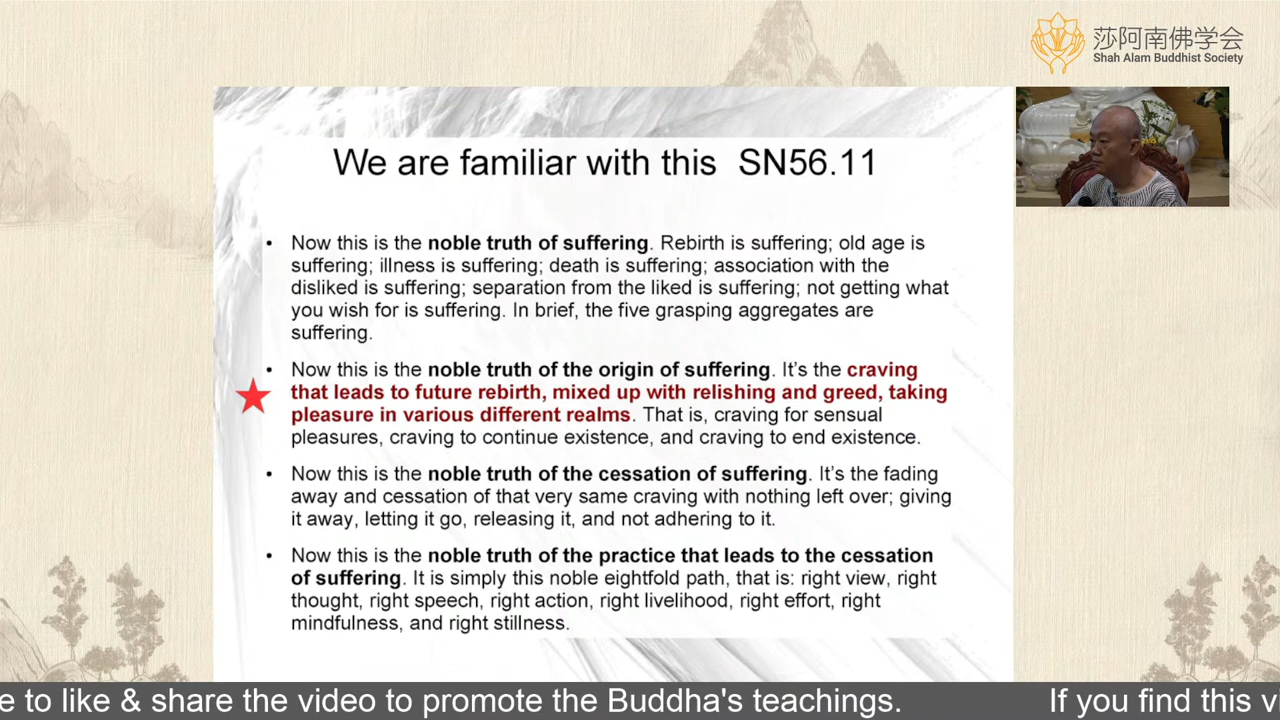 莎阿南佛学会
Shah Alam Buddhist Society
We are familiar with this SN56.11
• Now this is the noble truth of suffering. Rebirth is suffering; old age is
suffering; illness is suffering; death is suffering; association with the
disliked is suffering; separation from the liked is suffering; not getting what
you wish for is suffering. In brief, the five grasping aggregates are
suffering.
• Now this is the noble truth of the origin of suffering. It's the craving
that leads to future rebirth, mixed up with relishing and greed, taking
pleasure in various different realms. That is, craving for sensual
pleasures, craving to continue existence, and craving to end existence.
• Now this is the noble truth of the cessation of suffering. It's the fading
away and cessation of that very same craving with nothing left over; giving
it away, letting it go, releasing it, and not adhering to it.
• Now this is the noble truth of the practice that leads to the cessation
of suffering. It is simply this noble eightfold path, that is: right view, right
thought, right speech, right action, right livelihood, right effort, right
mindfulness, and right stillness.
e to like & share the video to promote the Buddha's teachings. If you find this v